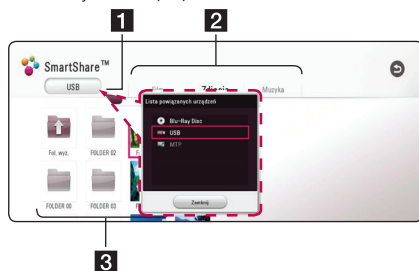 1
2
SmartShare™
USB
Zdjęcia
Muzyka
Lista powiązanych urządzeń
Blu-Ray Disc
USB
MTP
Zamknij
Fol. wyż.
FOLDER 02
FOLDER 00
FOLDER 03
3